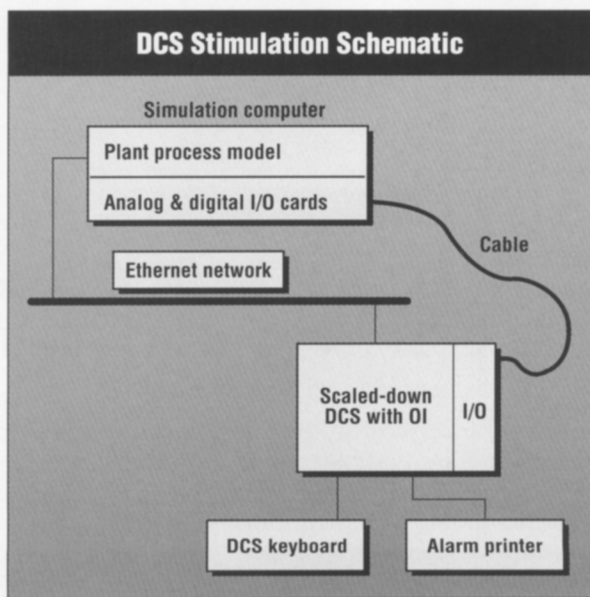 DCS Stimulation Schematic
Simulation computer
Plant process model
Analog & digital I/O cards
Cable
Ethernet network
Scaled-down
DCS with OI
I/O
DCS keyboard
Alarm printer